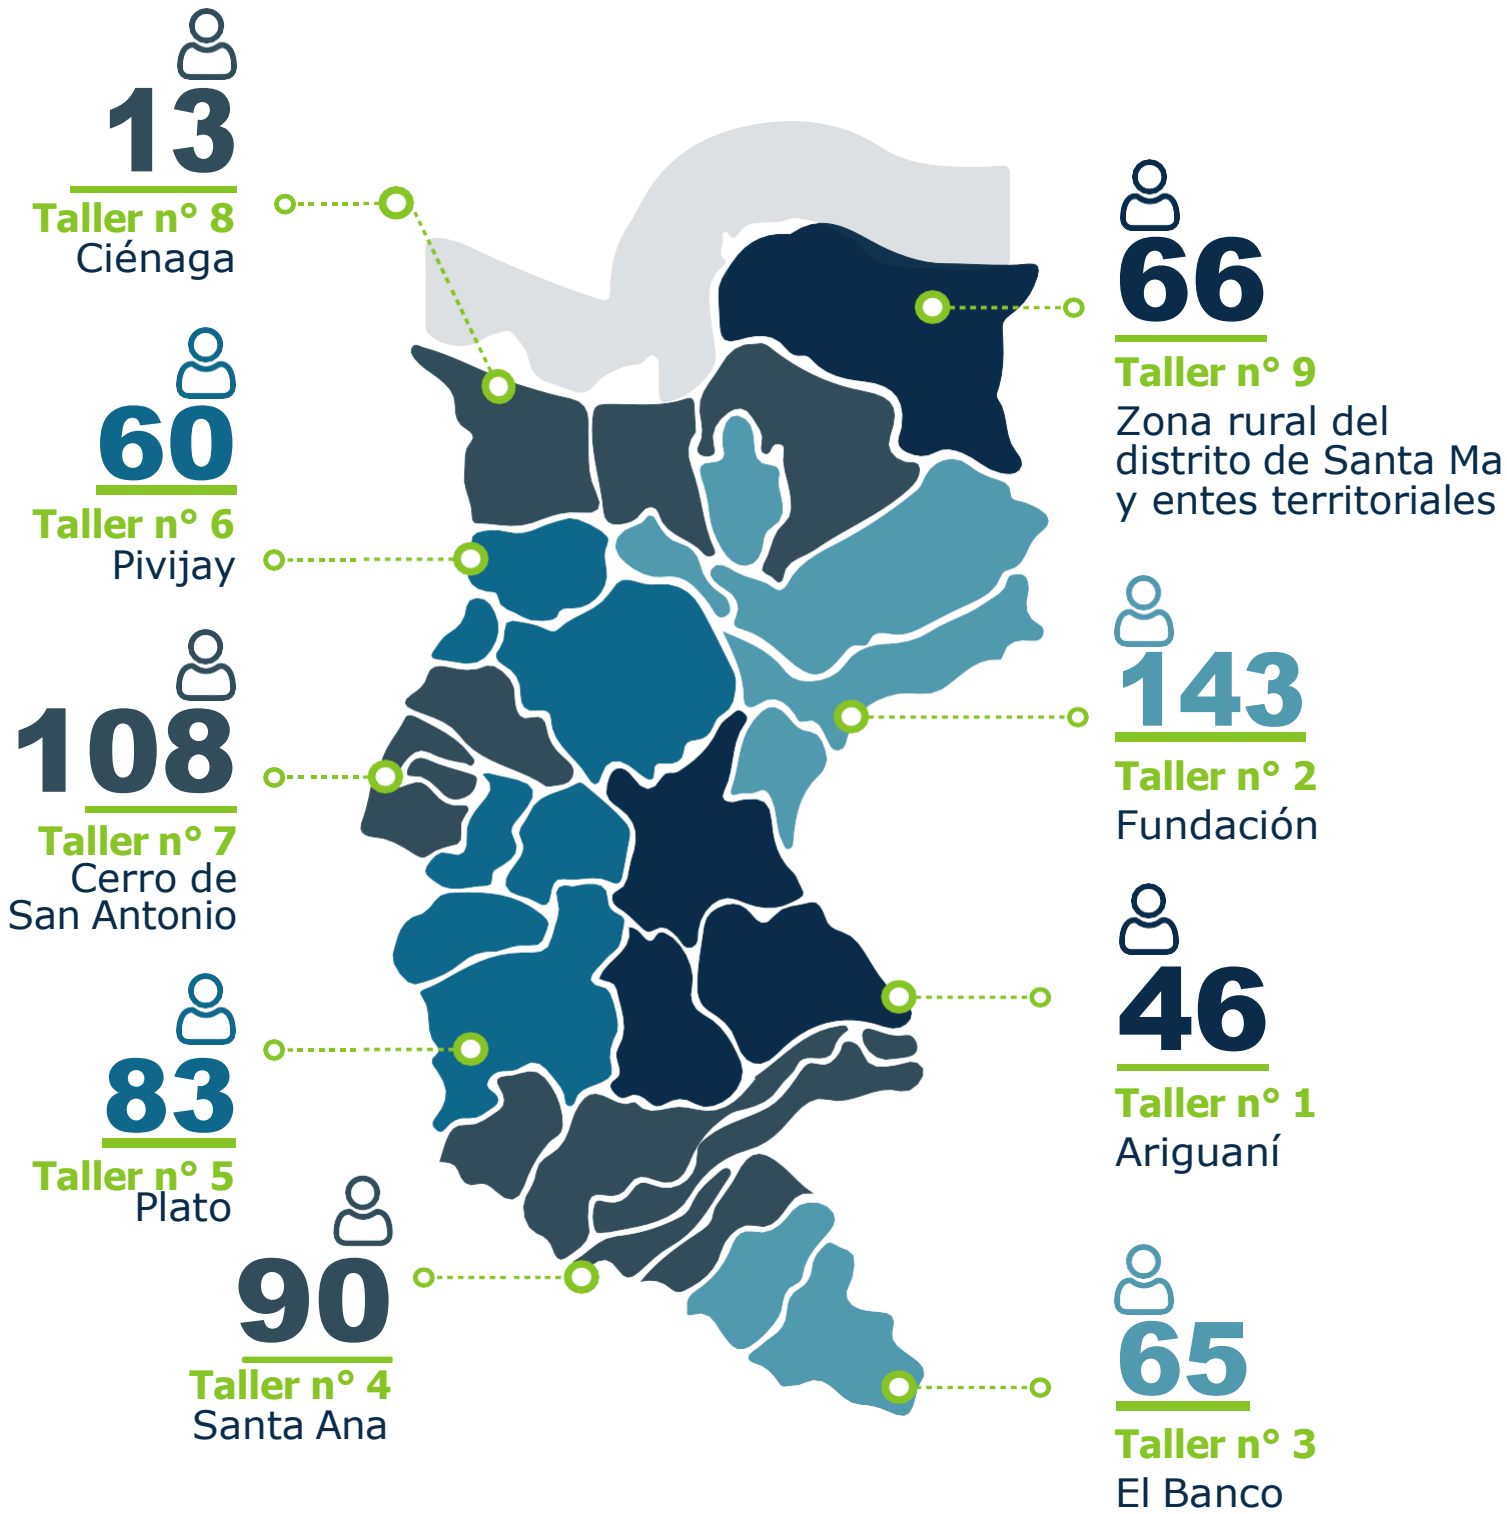 13
Taller n° 8
Ciénaga
60
Taller n° 6
Pivijay
108
Taller n° 7
Cerro de
San Antonio
83
Taller n° 5
Plato
90
Taller n° 4
Santa Ana
66
Taller n° 9
Zona rural del
distrito de Santa Ma
y entes territoriales
143
Taller n° 2
Fundación
46
Taller n° 1
Ariguaní
65
Taller n° 3
El Banco